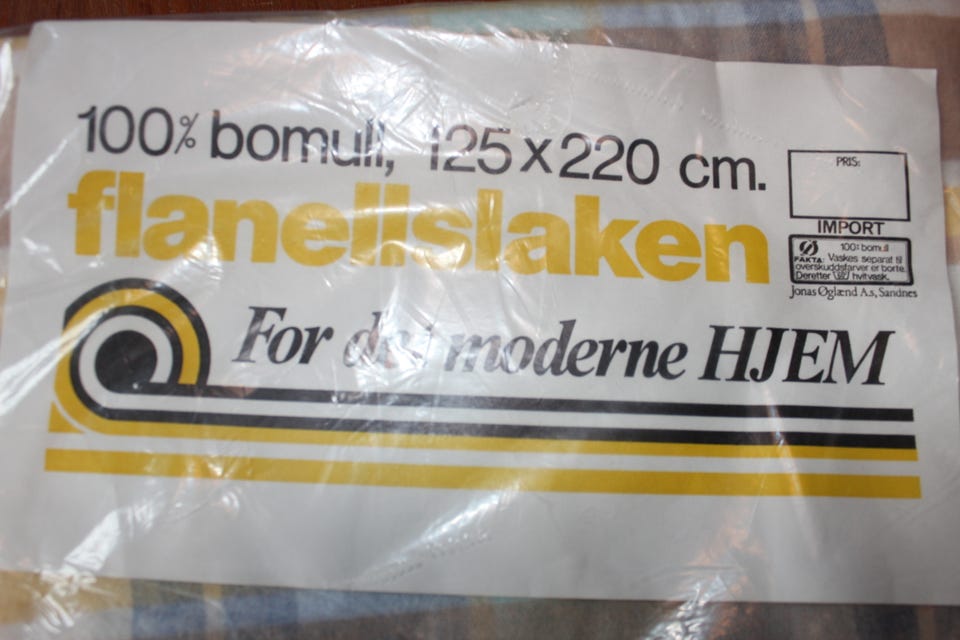 100% bomull, 125 x 220 cm.
flanellslaken
For det moderne HJEM
PRIS:
IMPORT
100% bomull
FAKTA: Vaskes separat til
overskuddsfarver er borte.
Deretter hvitvask.
Jonas Øglænd A.s, Sandnes